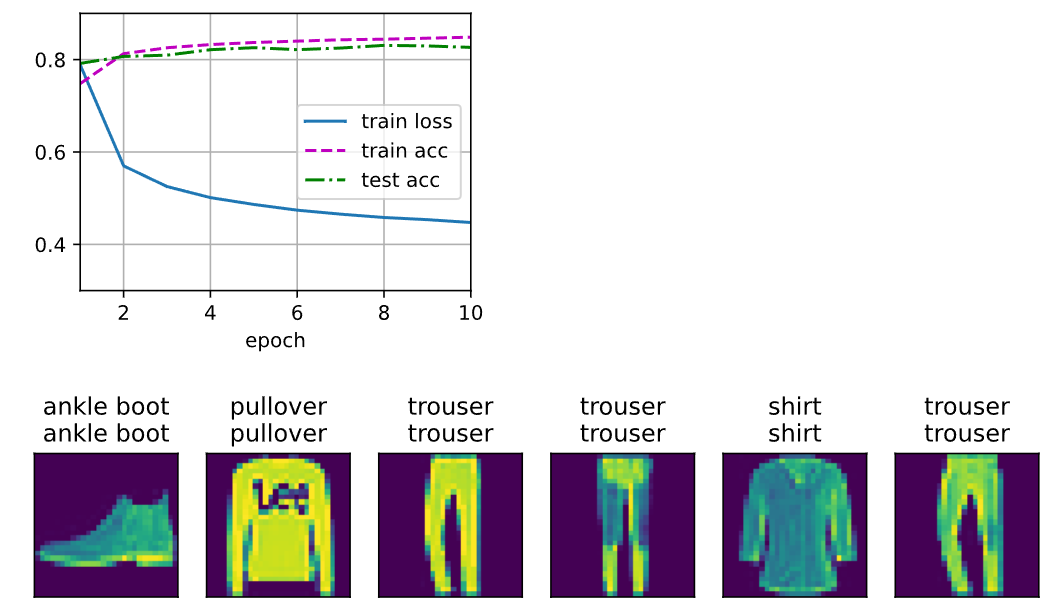 0.8
0.6
0.4
train loss
train acc
test acc
2 4 6 8 10
epoch
ankle boot pullover trouser trouser shirt trouser
ankle boot pullover trouser trouser shirt trouser